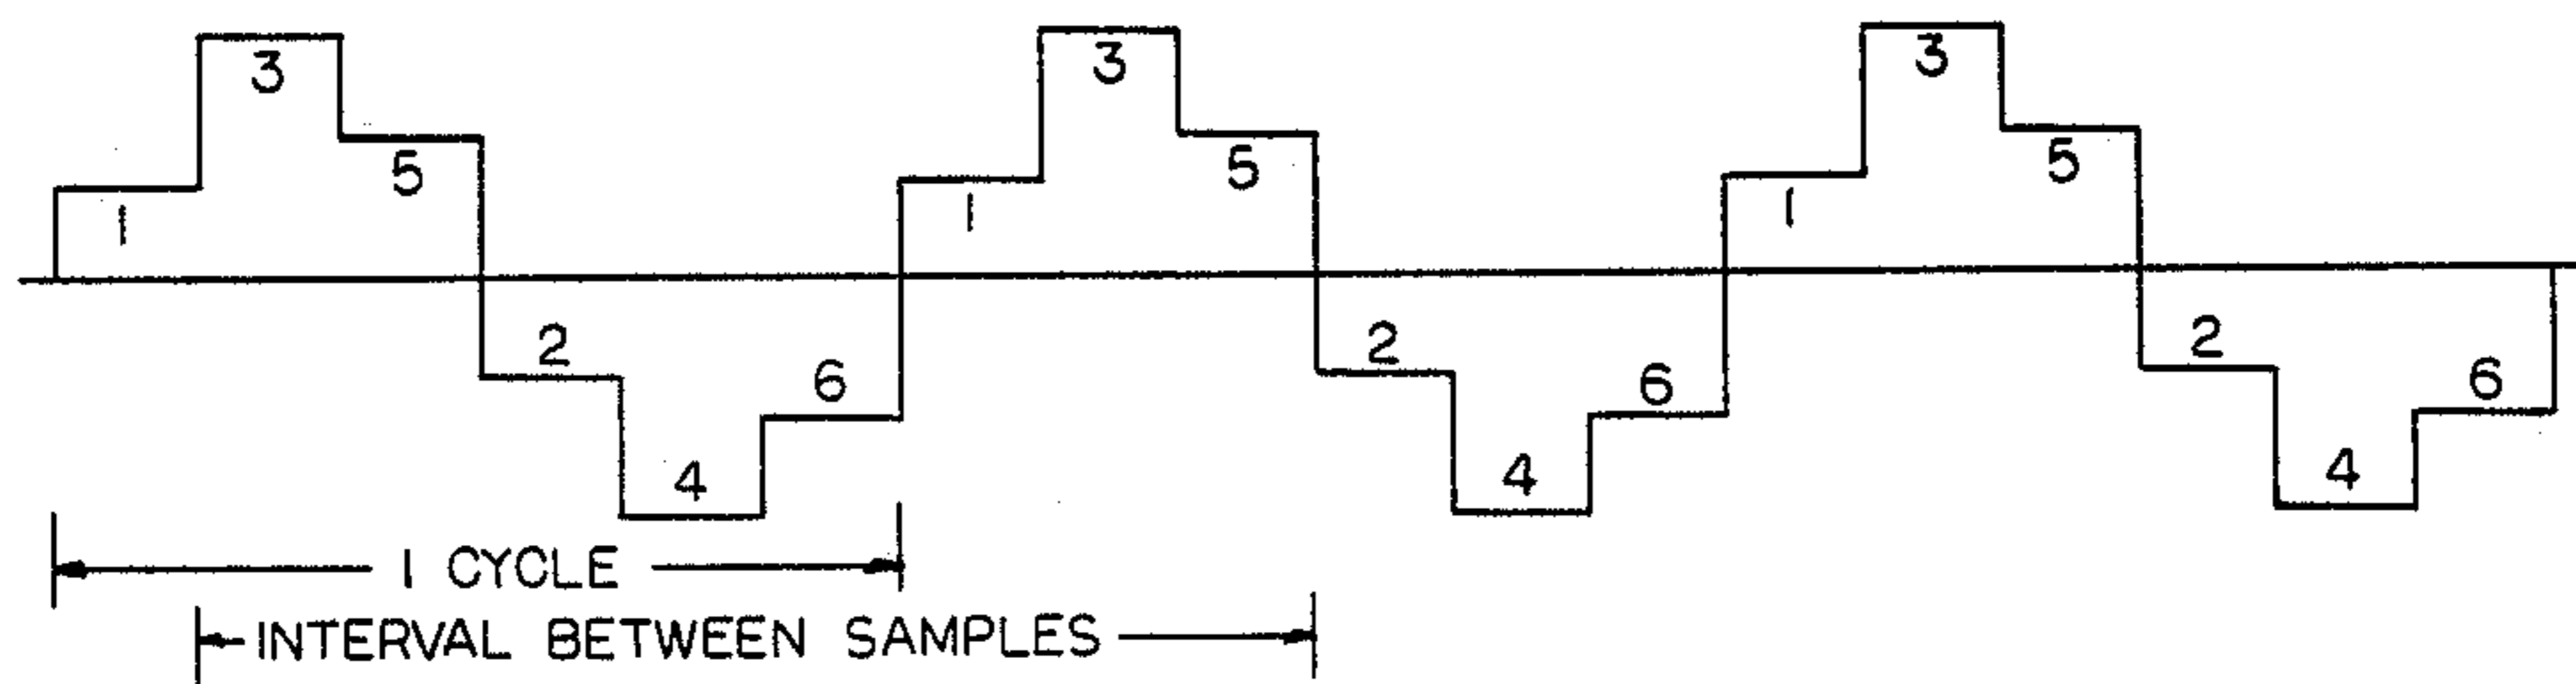 3 3 3
5 5 5
1 1 1
2 2 2
6 6 6
4 4 4
1 CYCLE
INTERVAL BETWEEN SAMPLES